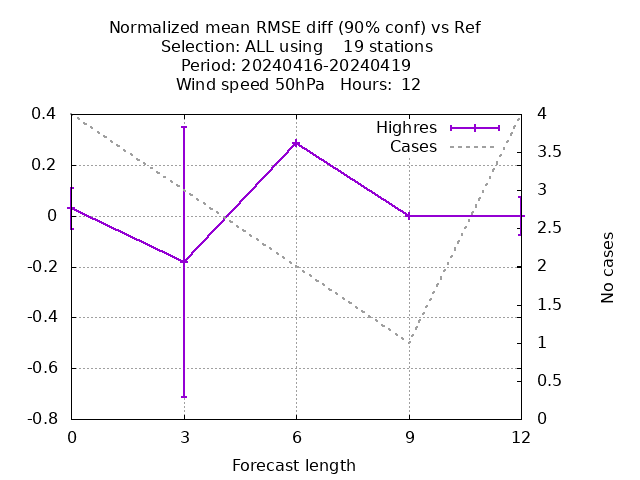 Normalized mean RMSE diff (90% conf) vs Ref
Selection: ALL using    19 stations
Period: 20240416-20240419
Wind speed 50hPa   Hours:  12
Highres
Cases
0.4
0.2
0
-0.2
-0.4
-0.6
-0.8
4
3.5
3
2.5
2
1.5
1
0.5
0
No cases
0 3 6 9 12
Forecast length